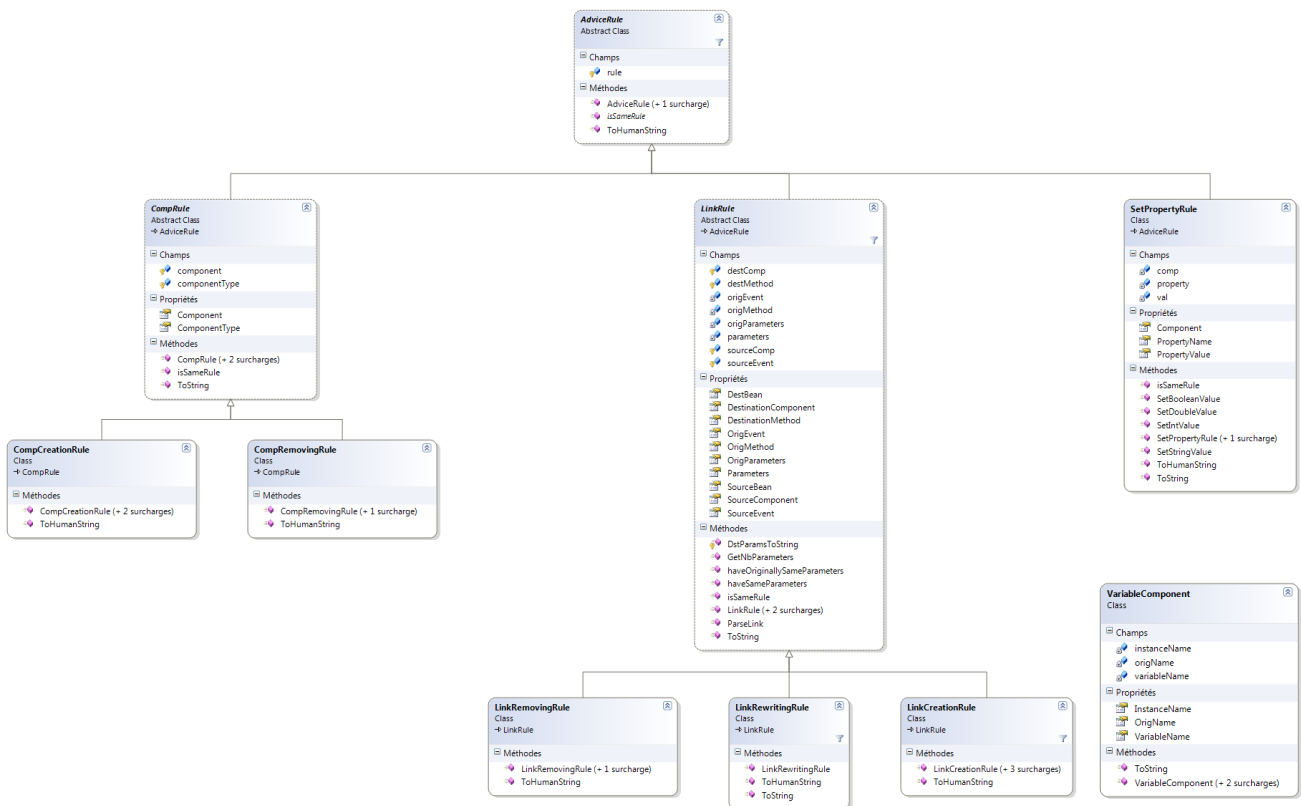 AdviceRule
Abstract Class
Champs
rule
Méthodes
AdviceRule (+ 1 surcharge)
isSameRule
ToHumanString
CompRule
Abstract Class
AdviceRule
Champs
component
componentType
Propriétés
Component
ComponentType
Méthodes
CompRule (+ 2 surcharges)
isSameRule
ToString
LinkRule
Abstract Class
AdviceRule
Champs
destComp
destMethod
origEvent
origMethod
origParameters
parameters
sourceComp
sourceEvent
Propriétés
DestBean
DestinationComponent
DestinationMethod
OrigEvent
OrigMethod
OrigParameters
Parameters
SourceBean
SourceComponent
SourceEvent
Méthodes
DstParamsToString
GetNbParameters
haveOriginallySameParameters
haveSameParameters
isSameRule
LinkRule (+ 2 surcharges)
ParseLink
ToString
SetPropertyRule
Class
AdviceRule
Champs
comp
property
val
Propriétés
Component
PropertyName
PropertyValue
Méthodes
isSameRule
SetBooleanValue
SetDoubleValue
SetIntValue
SetPropertyRule (+ 1 surcharge)
SetStringValue
ToHumanString
ToString
CompCreationRule
Class
CompRule
Méthodes
CompCreationRule (+ 2 surcharges)
ToHumanString
CompRemovingRule
Class
CompRule
Méthodes
CompRemovingRule (+ 1 surcharge)
ToHumanString
VariableComponent
Class
Champs
instanceName
origName
variableName
Propriétés
InstanceName
OrigName
VariableName
Méthodes
ToString
VariableComponent (+ 2 surcharges)
LinkRemovingRule
Class
LinkRule
Méthodes
LinkRemovingRule (+ 1 surcharge)
ToHumanString
LinkRewritingRule
Class
LinkRule
Méthodes
LinkRewritingRule
ToHumanString
ToString
LinkCreationRule
Class
LinkRule
Méthodes
LinkCreationRule (+ 3 surcharges)
ToHumanString